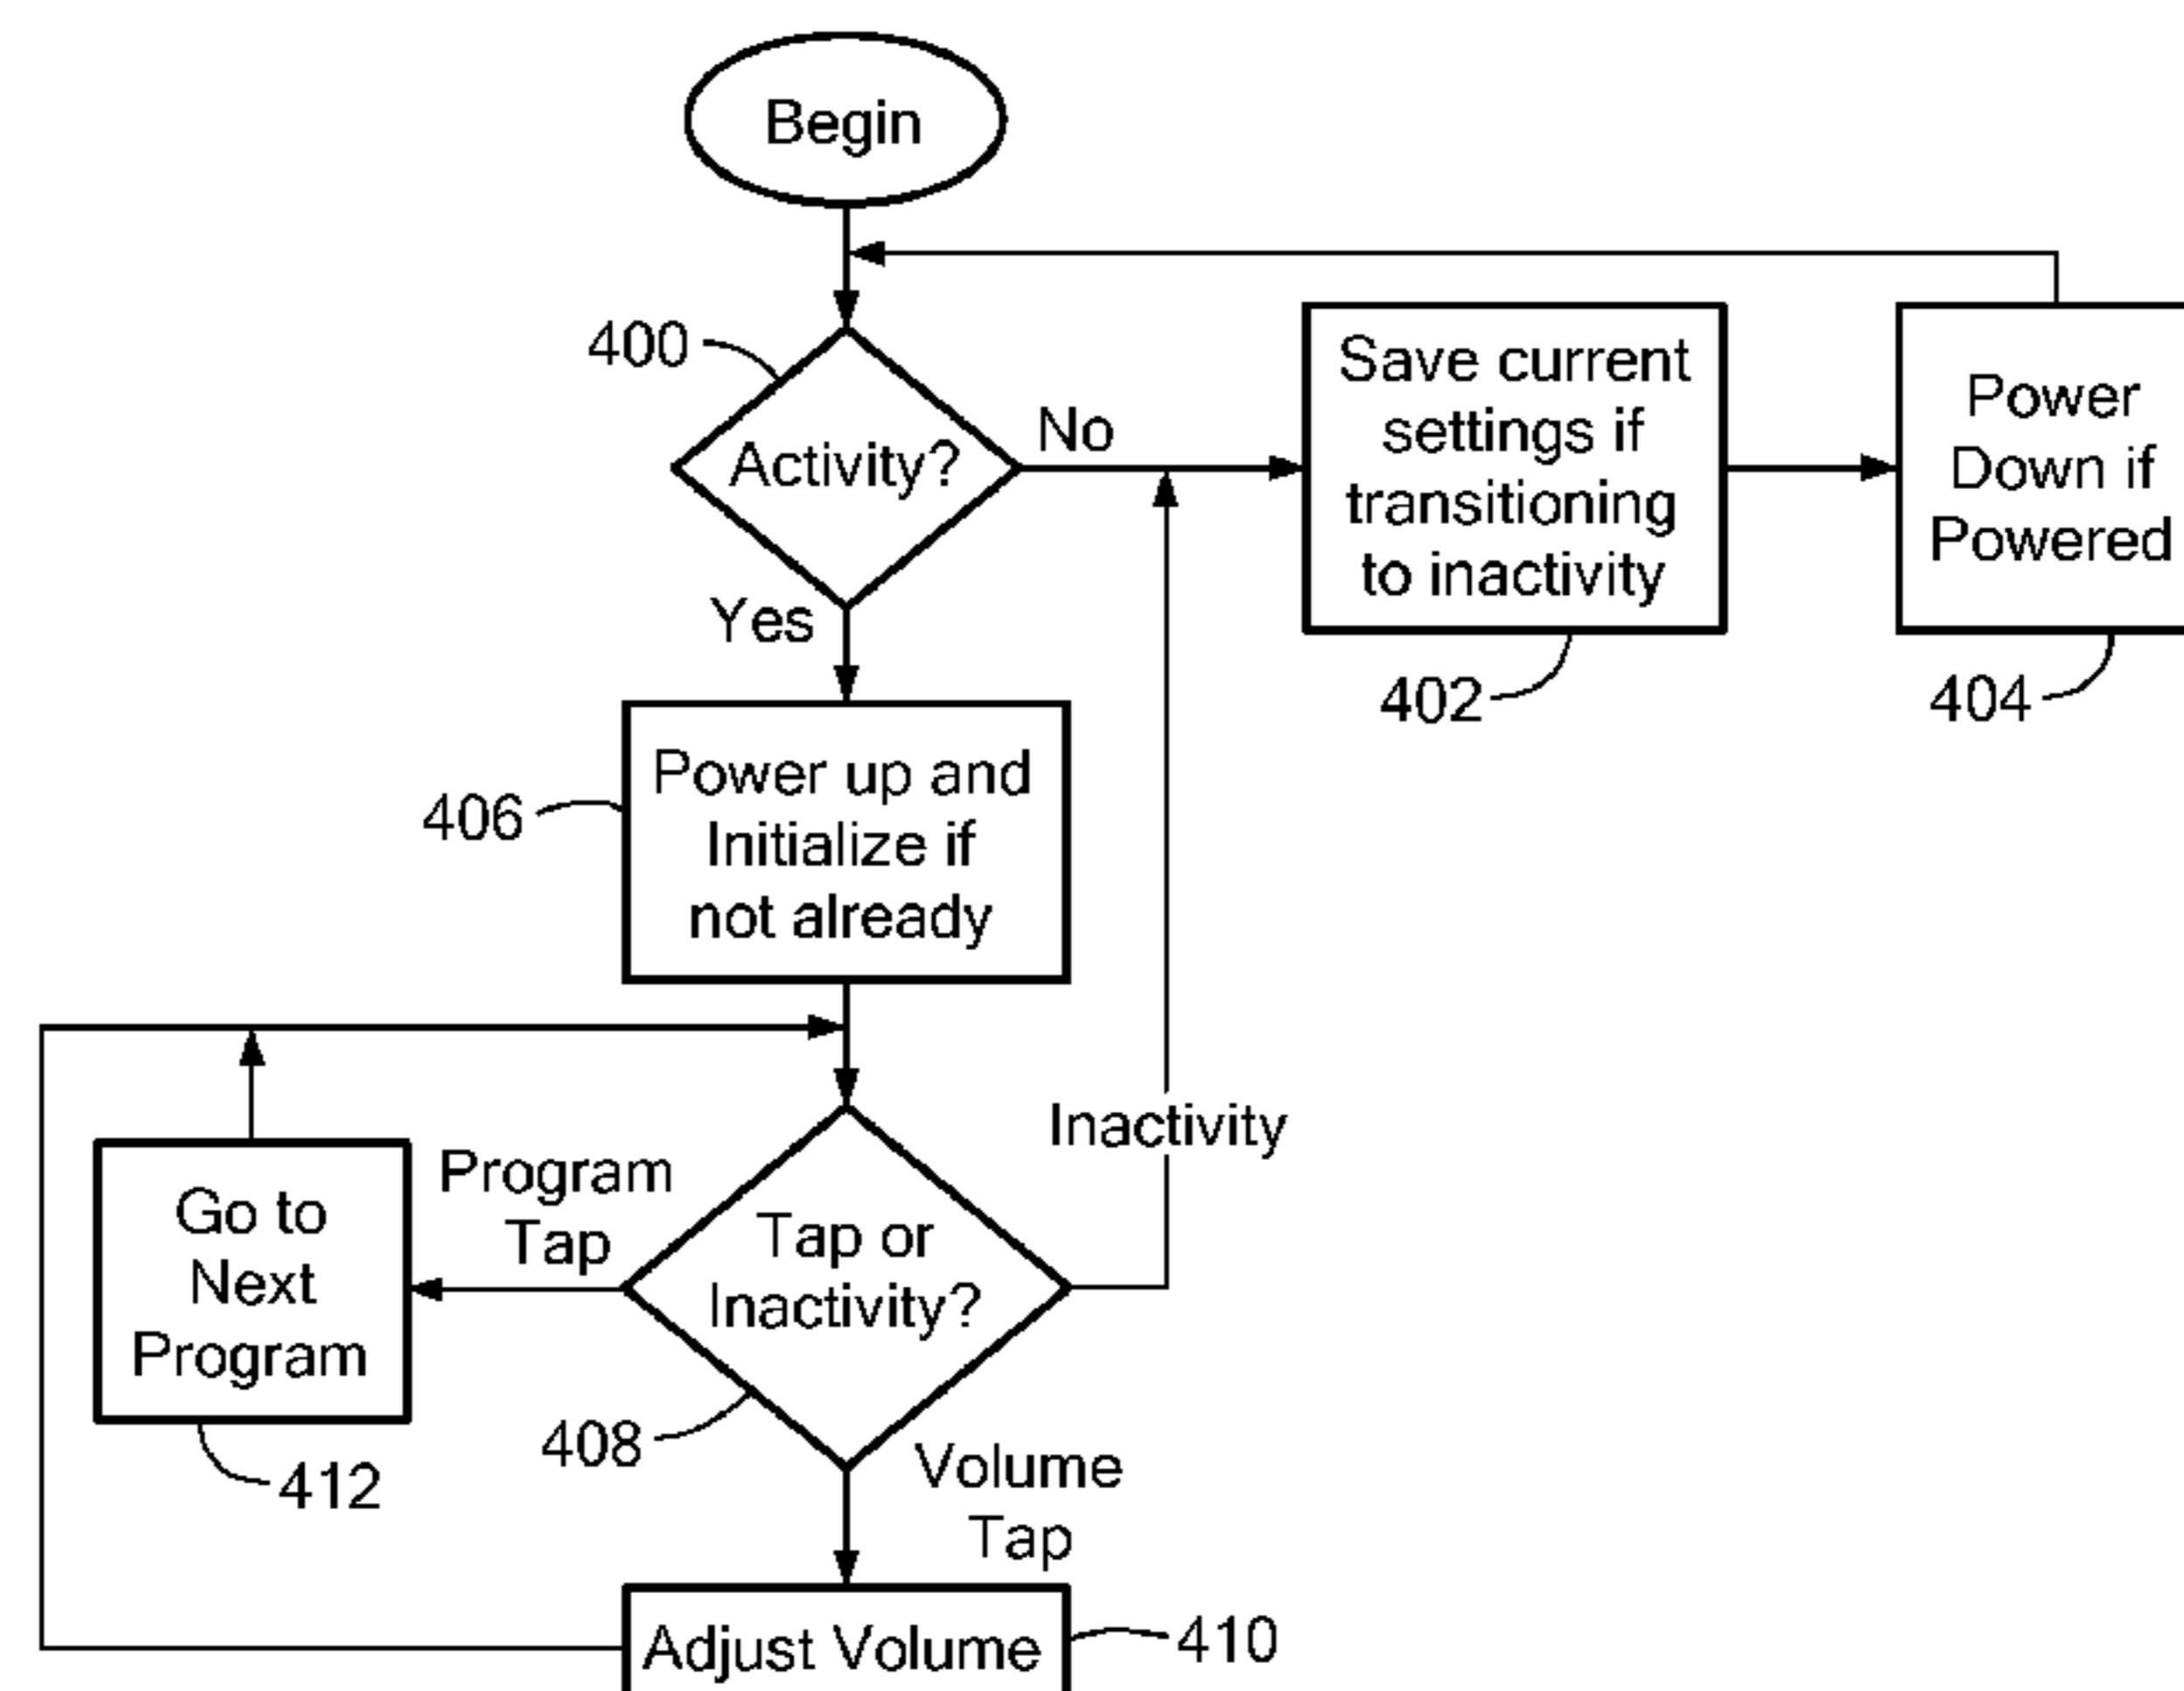 Begin
400
Activity?
No
Yes
Save current
settings if
transitioning
to inactivity
402
Power
Down if
Powered
404
Power up and
Initialize if
not already
406
Inactivity
Program
Tap
Tap or
Inactivity?
408
Go to
Next
Program
412
Volume
Tap
Adjust Volume
410